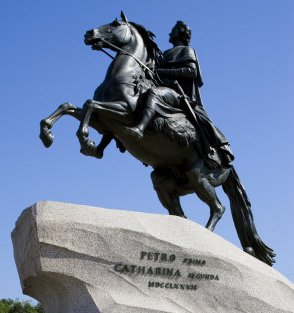 PETRO primo
CATHARINA secunda
MDCCLXXXII